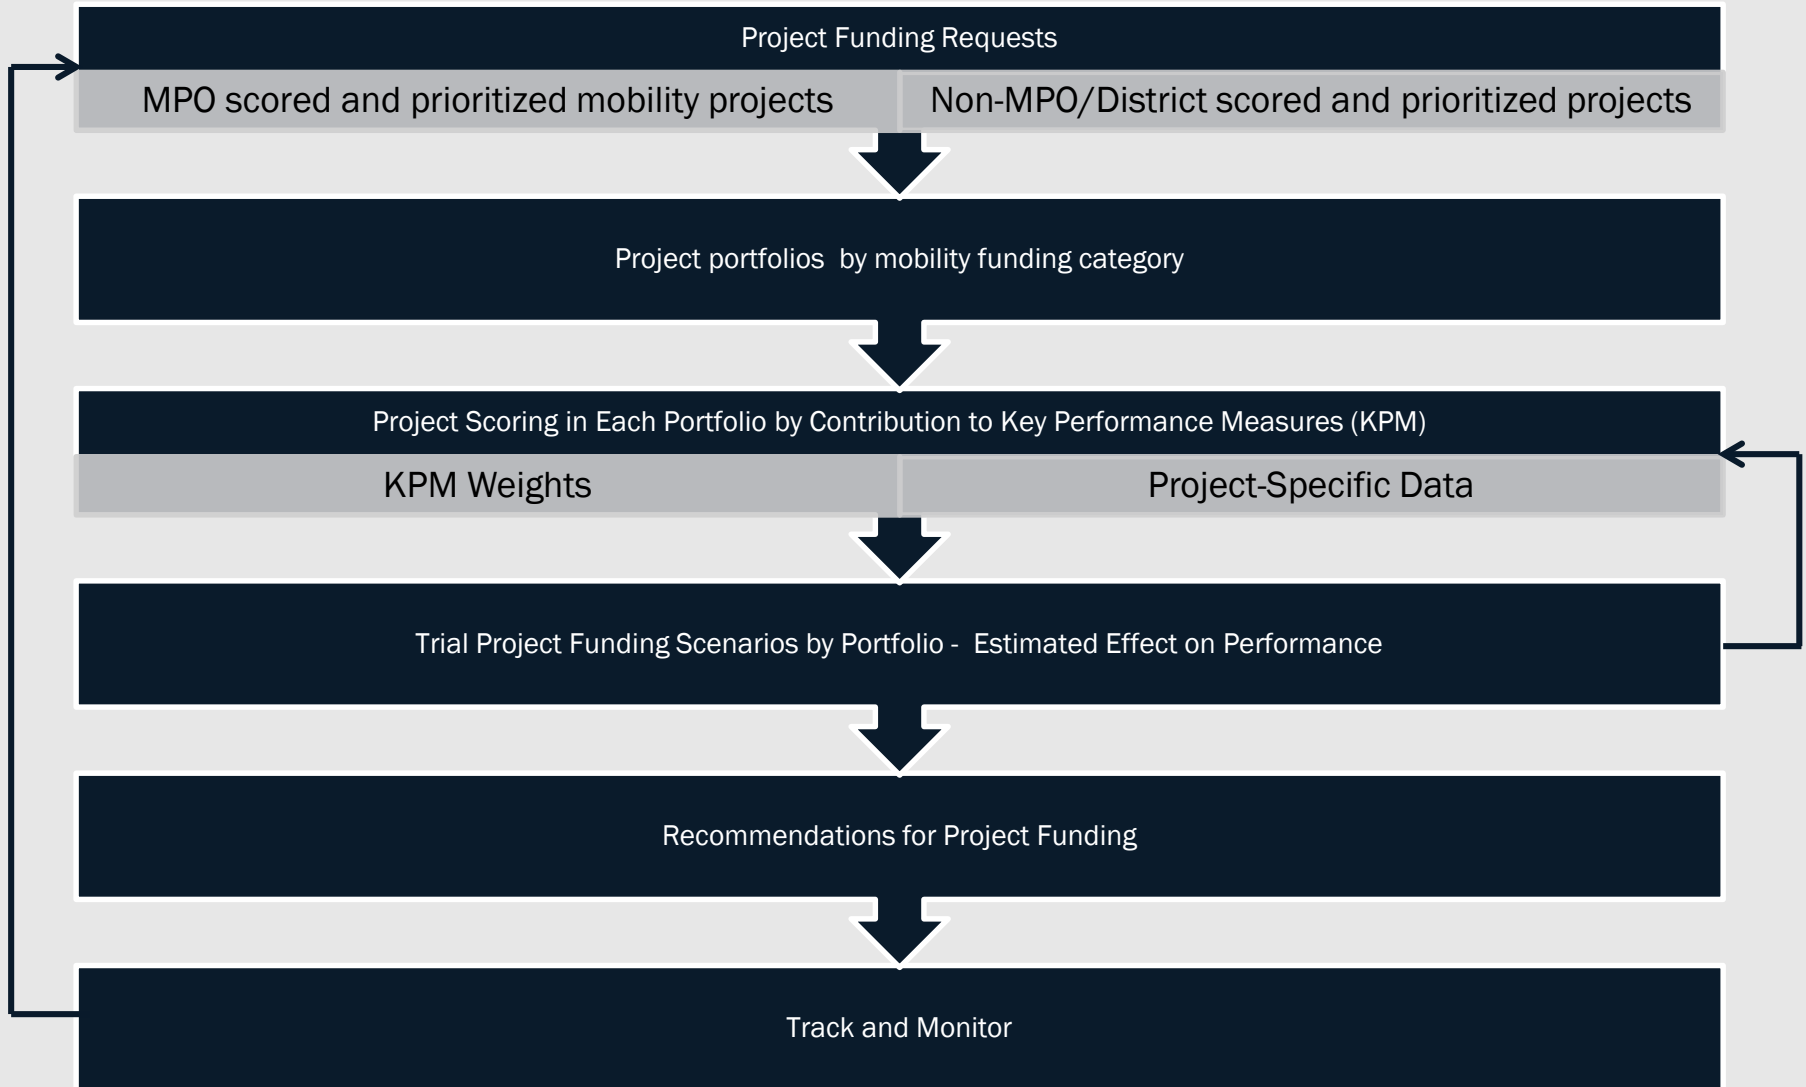 Project Funding Requests
MPO scored and prioritized mobility projects
Non-MPO/District scored and prioritized projects
Project portfolios  by mobility funding category
Project Scoring in Each Portfolio by Contribution to Key Performance Measures (KPM)
KPM Weights
Project-Specific Data
Trial Project Funding Scenarios by Portfolio -  Estimated Effect on Performance
Recommendations for Project Funding
Track and Monitor